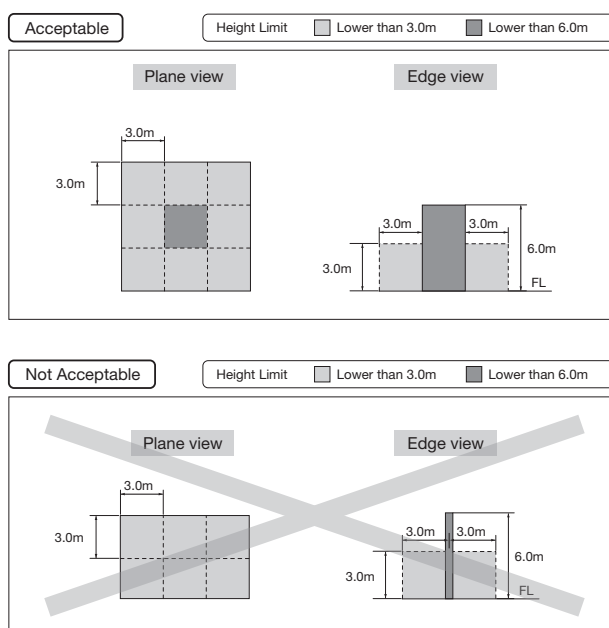 Acceptable
Height Limit Lower than 3.0m Lower than 6.0m
Plane view
Edge view
3.0m
3.0m
3.0m
3.0m
6.0m
3.0m
FL
Not Acceptable
Height Limit Lower than 3.0m Lower than 6.0m
Plane view
Edge view
3.0m
3.0m
3.0m
3.0m
6.0m
3.0m
FL